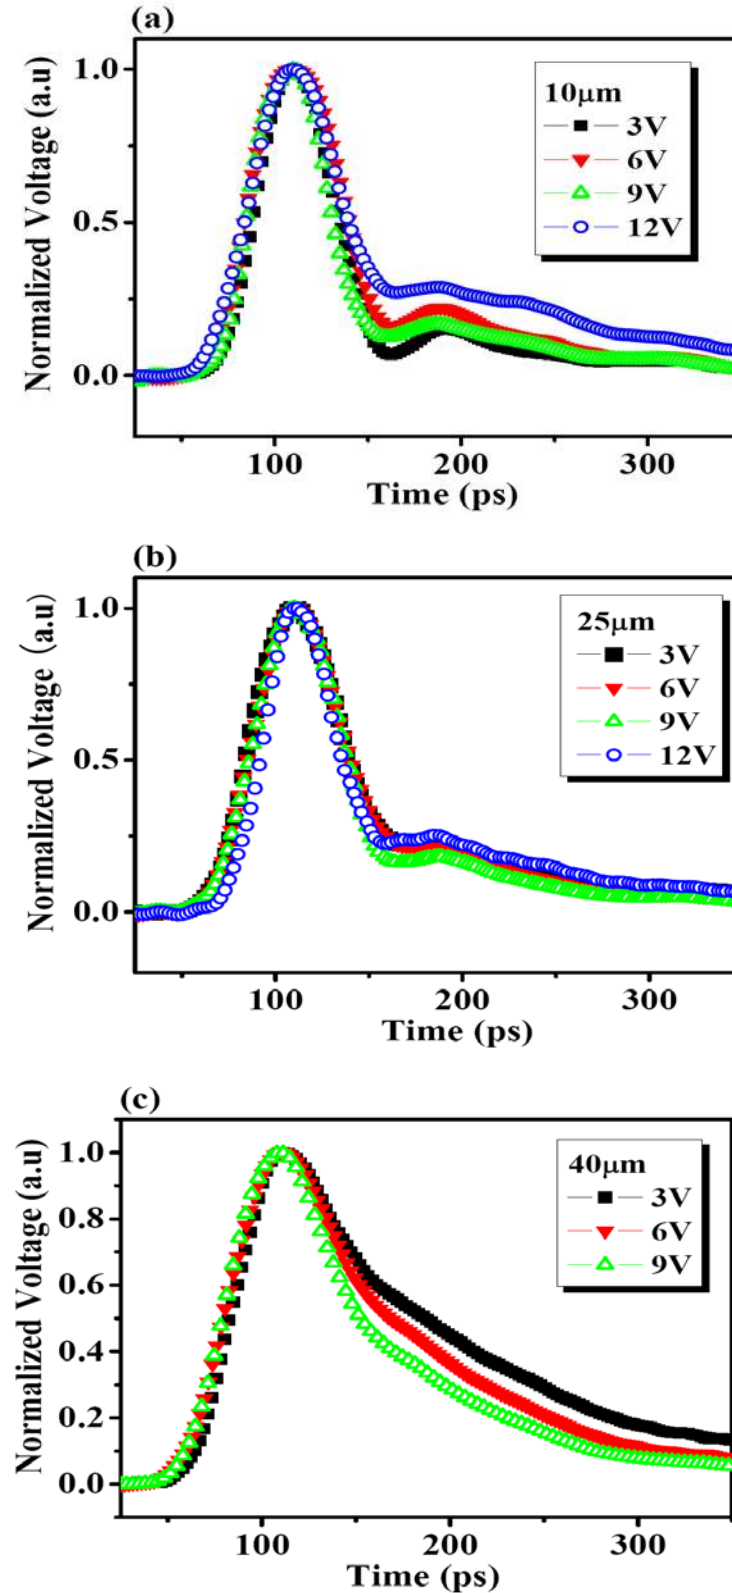 (a)
Normalized Voltage (a.u)
1.0
0.5
0.0
10μm
3V
6V
9V
12V
100
200
300
Time (ps)
(b)
Normalized Voltage (a.u)
1.0
0.5
0.0
25μm
3V
6V
9V
12V
100
200
300
Time (ps)
(c)
Normalized Voltage (a.u)
1.0
0.8
0.6
0.4
0.2
0.0
40μm
3V
6V
9V
100
200
300
Time (ps)